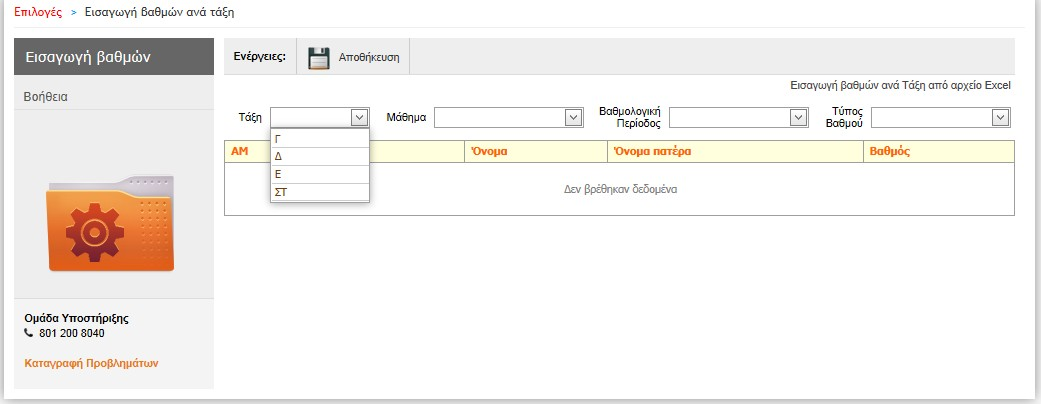 Επιλογές > Εισαγωγή βαθμών ανά τάξη
Εισαγωγή βαθμών
Βοήθεια
Ομάδα Υποστήριξης
801 200 8040
Καταγραφή Προβλημάτων
Ενέργειες: Αποθήκευση
Εισαγωγή βαθμών ανά Τάξη από αρχείο Excel
Τάξη Μάθημα Βαθμολογική Περίοδος Τύπος Βαθμού
Γ
Δ
Ε
ΣΤ
ΑΜ Όνομα Όνομα πατέρα Βαθμός
Δεν βρέθηκαν δεδομένα